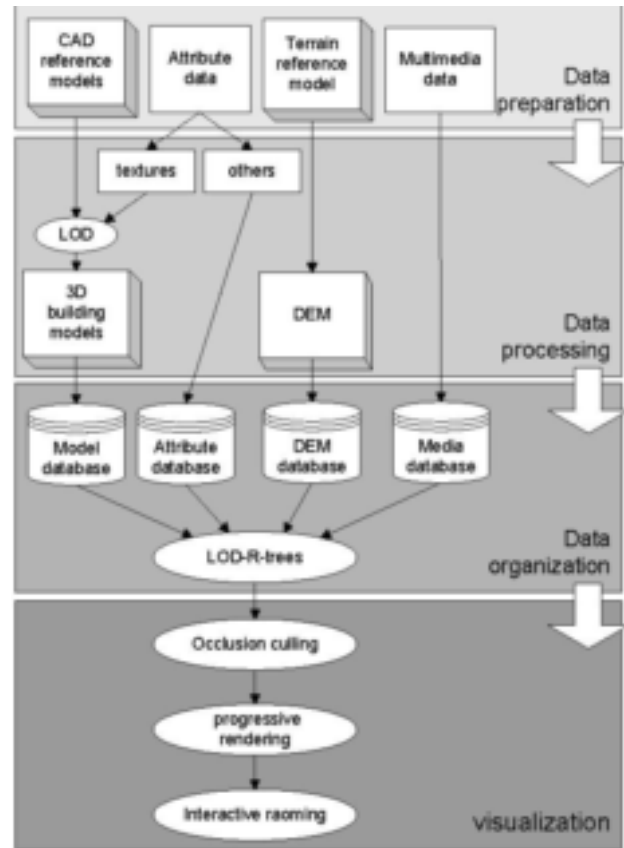 CAD
reference
models
Attribute
data
Terrain
reference
model
Multimedia
data
Data
preparation
textures
others
LOD
3D
building
models
DEM
Data
processing
Model
database
Attribute
database
DEM
database
Media
database
LOD-R-trees
Data
organization
Occlusion culling
progressive
rendering
Interactive raoming
visualization